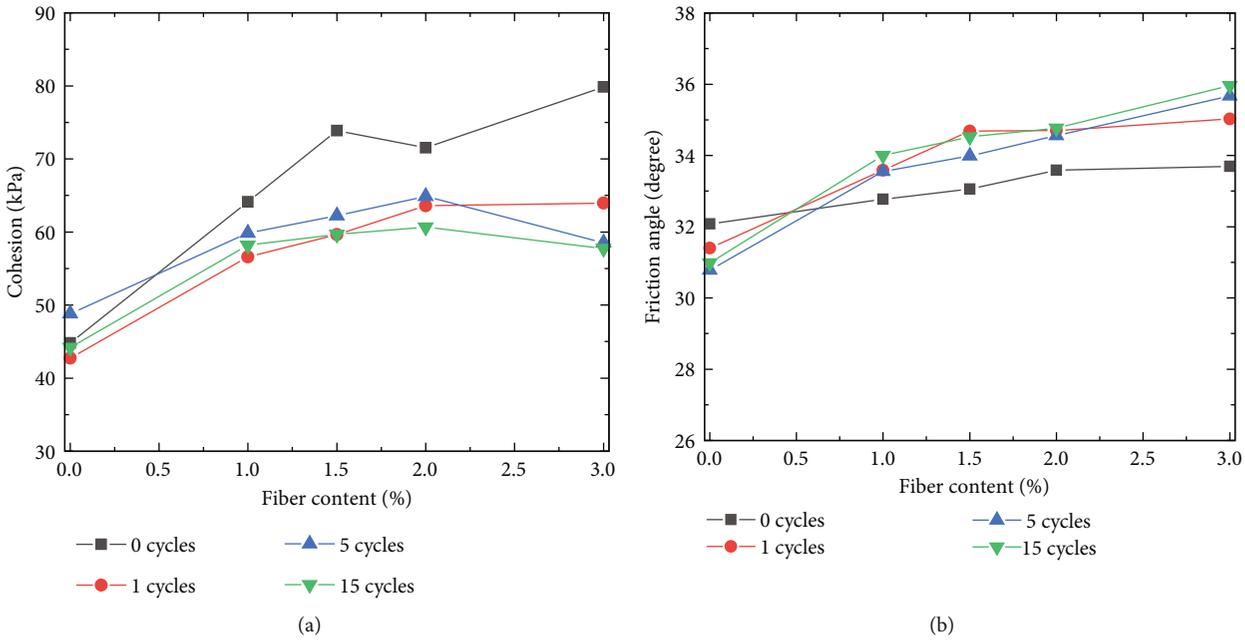 90
80
70
60
50
40
30
Cohesion (kPa)
0.0 0.5 1.0 1.5 2.0 2.5 3.0
Fiber content (%)
0 cycles
5 cycles
1 cycles
15 cycles
(a)
38
36
34
32
30
28
26
Friction angle (degree)
0.0 0.5 1.0 1.5 2.0 2.5 3.0
Fiber content (%)
0 cycles
5 cycles
1 cycles
15 cycles
(b)